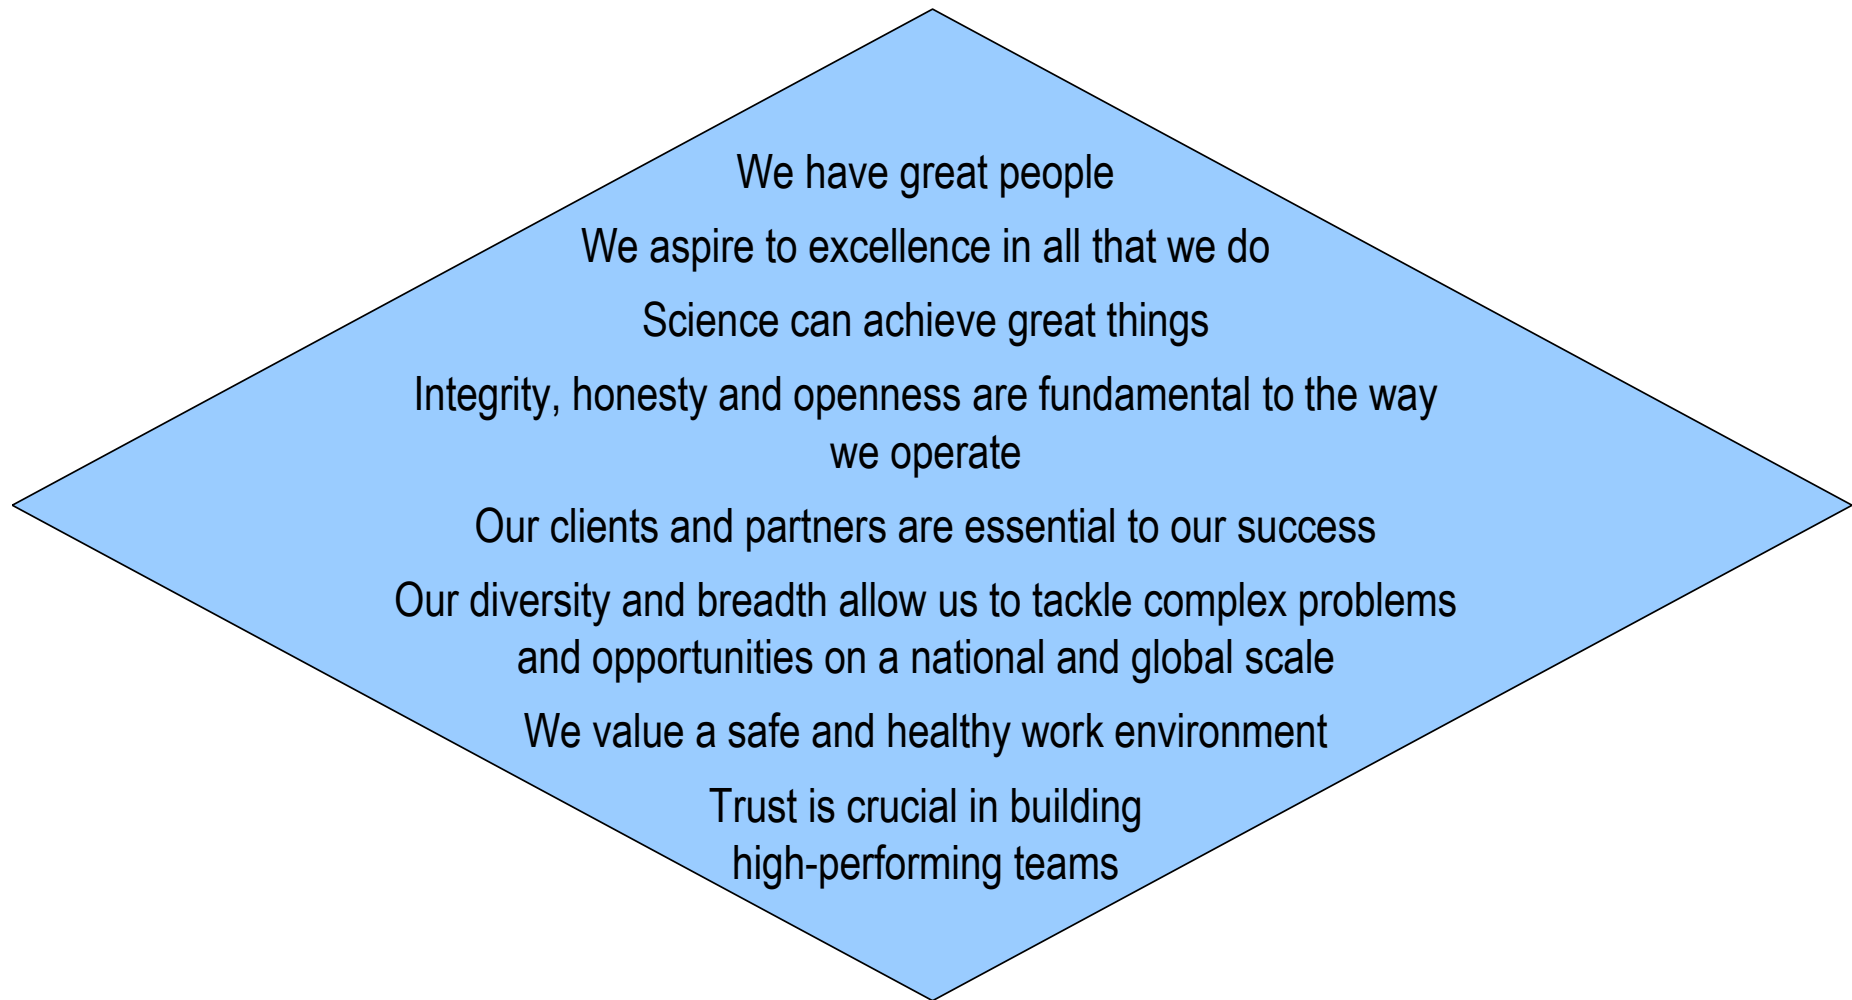 We have great people
We aspire to excellence in all that we do
Science can achieve great things
Integrity, honesty and openness are fundamental to the way
we operate
Our clients and partners are essential to our success
Our diversity and breadth allow us to tackle complex problems
and opportunities on a national and global scale
We value a safe and healthy work environment
Trust is crucial in building
high-performing teams